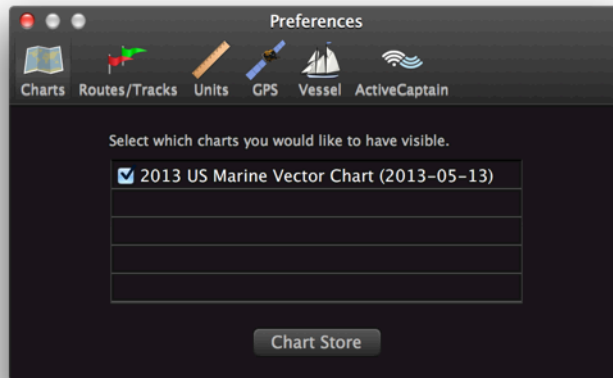 Preferences
Charts Routes/Tracks Units GPS Vessel ActiveCaptain
Select which charts you would like to have visible.
2013 US Marine Vector Chart (2013-05-13)
Chart Store